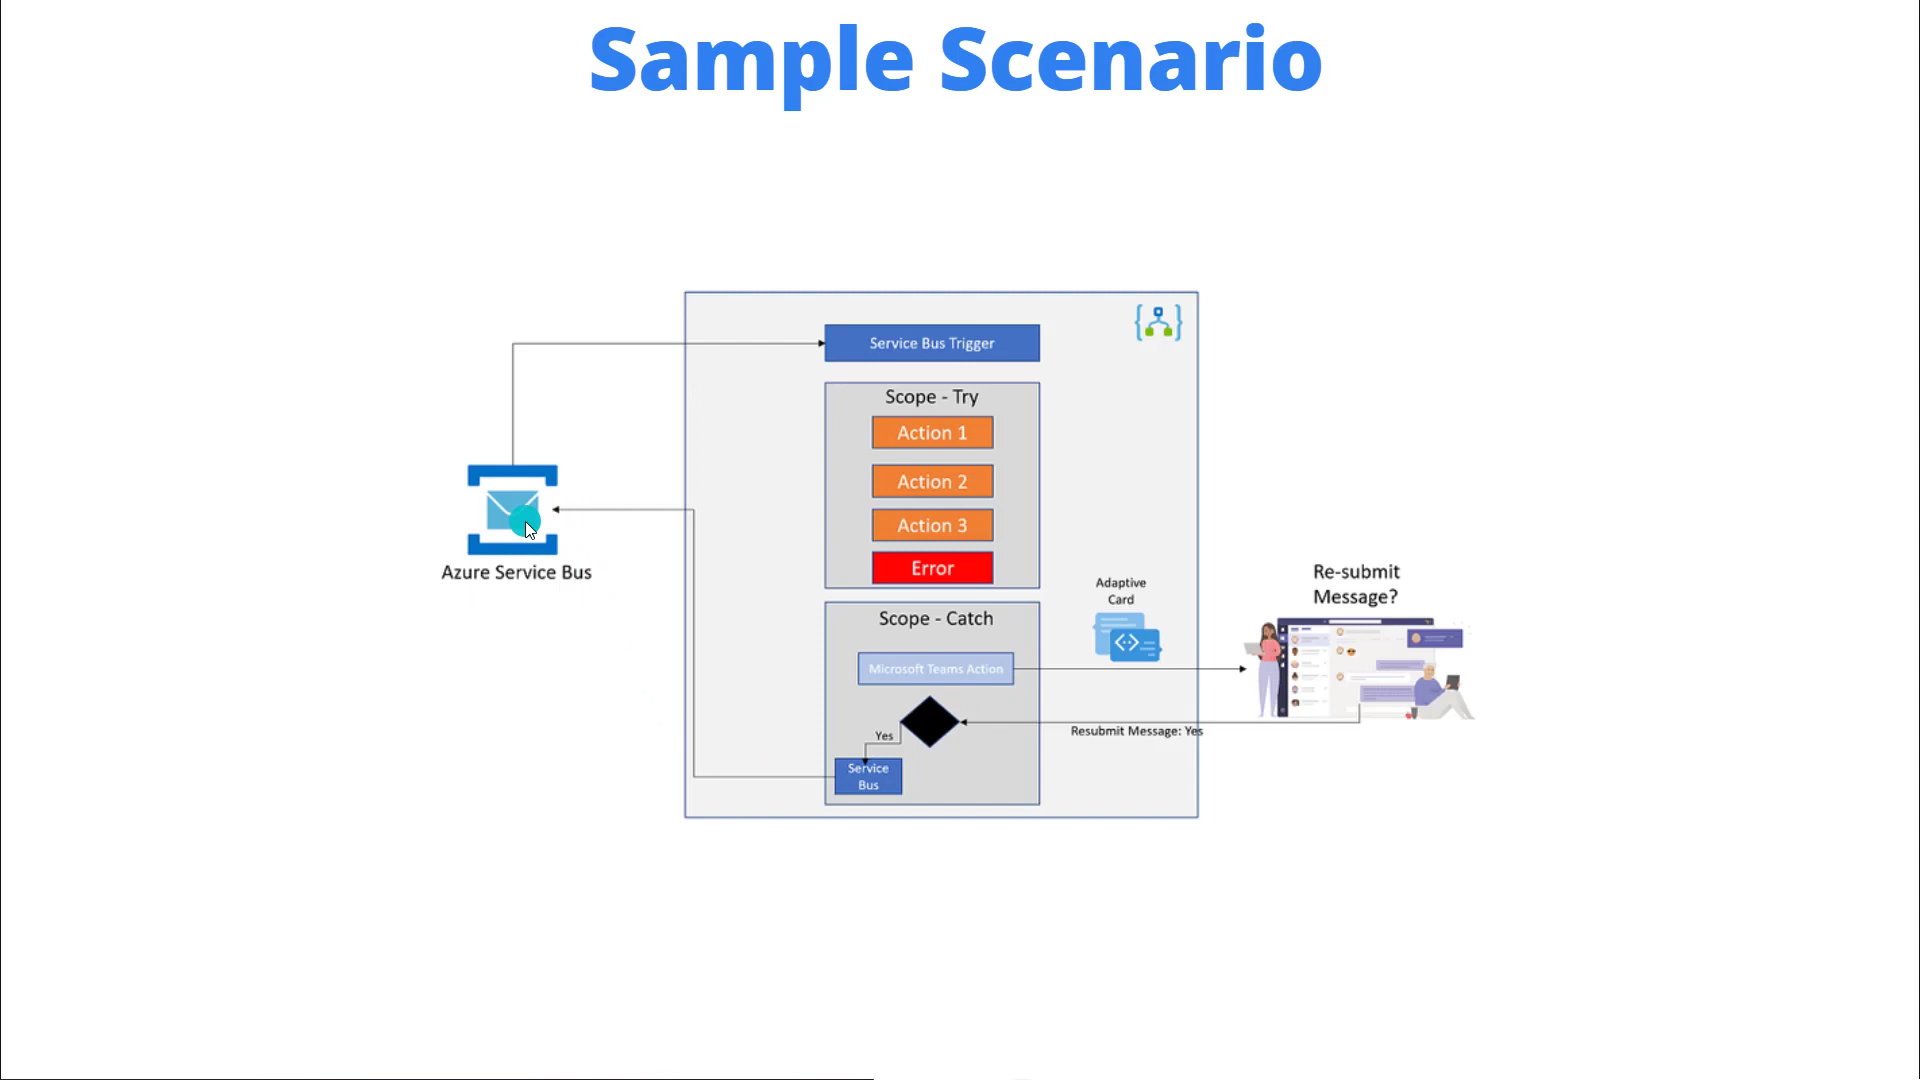 Sample Scenario
Service Bus Trigger
Scope - Try
Action 1
Action 2
Action 3
Error
Azure Service Bus
Scope - Catch
Microsoft Teams Action
Yes
Service
Bus
Adaptive
Card
Re-submit
Message?
Resubmit Message: Yes